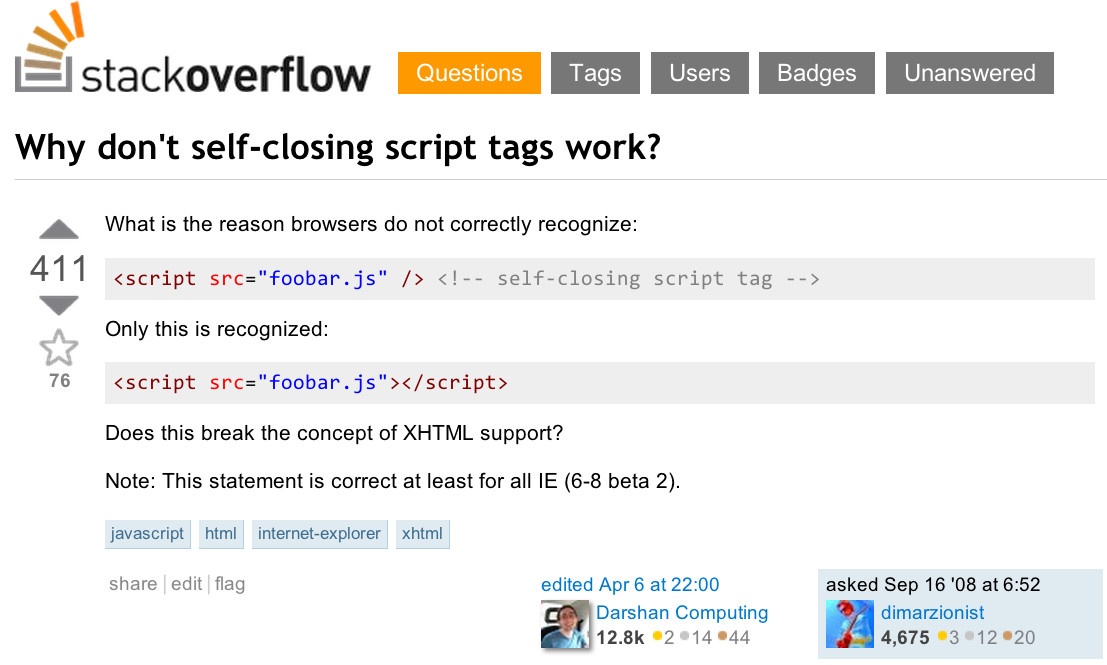 stackoverflow
Questions Tags Users Badges Unanswered
Why don't self-closing script tags work?
What is the reason browsers do not correctly recognize:
411
<script src="foobar.js" /> <!-- self-closing script tag -->
Only this is recognized:
76
<script src="foobar.js"></script>
Does this break the concept of XHTML support?
Note: This statement is correct at least for all IE (6-8 beta 2).
javascript html internet-explorer xhtml
share edit flag
edited Apr 6 at 22:00
Darshan Computing
12.8k 2 14 44
asked Sep 16 '08 at 6:52
dimarzionist
4,675 3 12 20